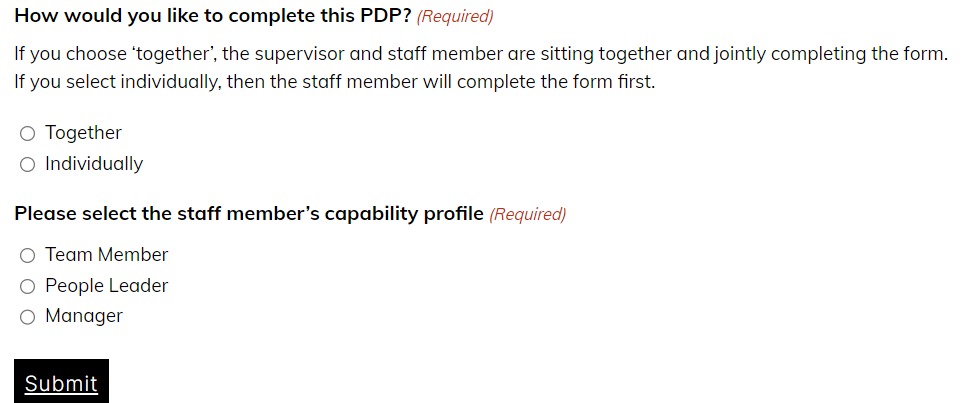 How would you like to complete this PDP? (Required)
If you choose ‘together’, the supervisor and staff member are sitting together and jointly completing the form.
If you select individually, then the staff member will complete the form first.
Together
Individually
Please select the staff member’s capability profile (Required)
Team Member
People Leader
Manager
Submit